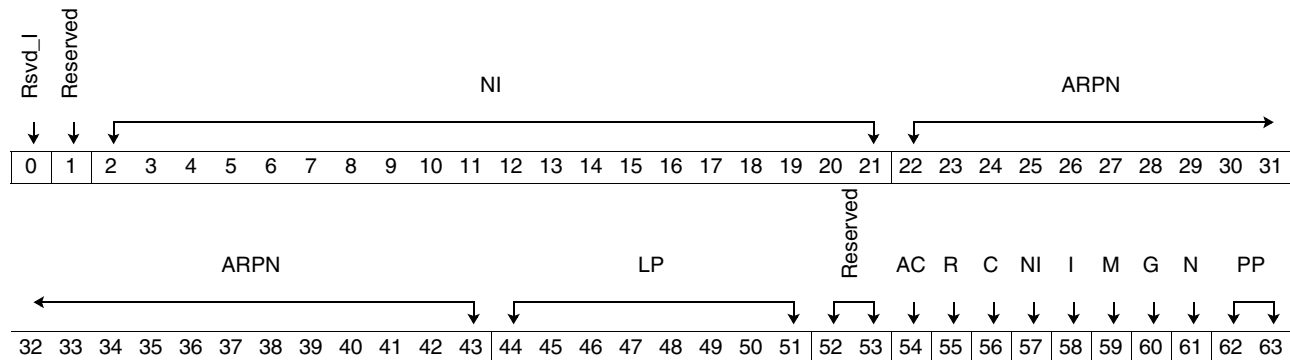 Rsvd_I Reserved NI ARPN
0 1 2 3 4 5 6 7 8 9 10 11 12 13 14 15 16 17 18 19 20 21 22 23 24 25 26 27 28 29 30 31
ARPN LP Reserved AC R C NI I M G N PP
32 33 34 35 36 37 38 39 40 41 42 43 44 45 46 47 48 49 50 51 52 53 54 55 56 57 58 59 60 61 62 63